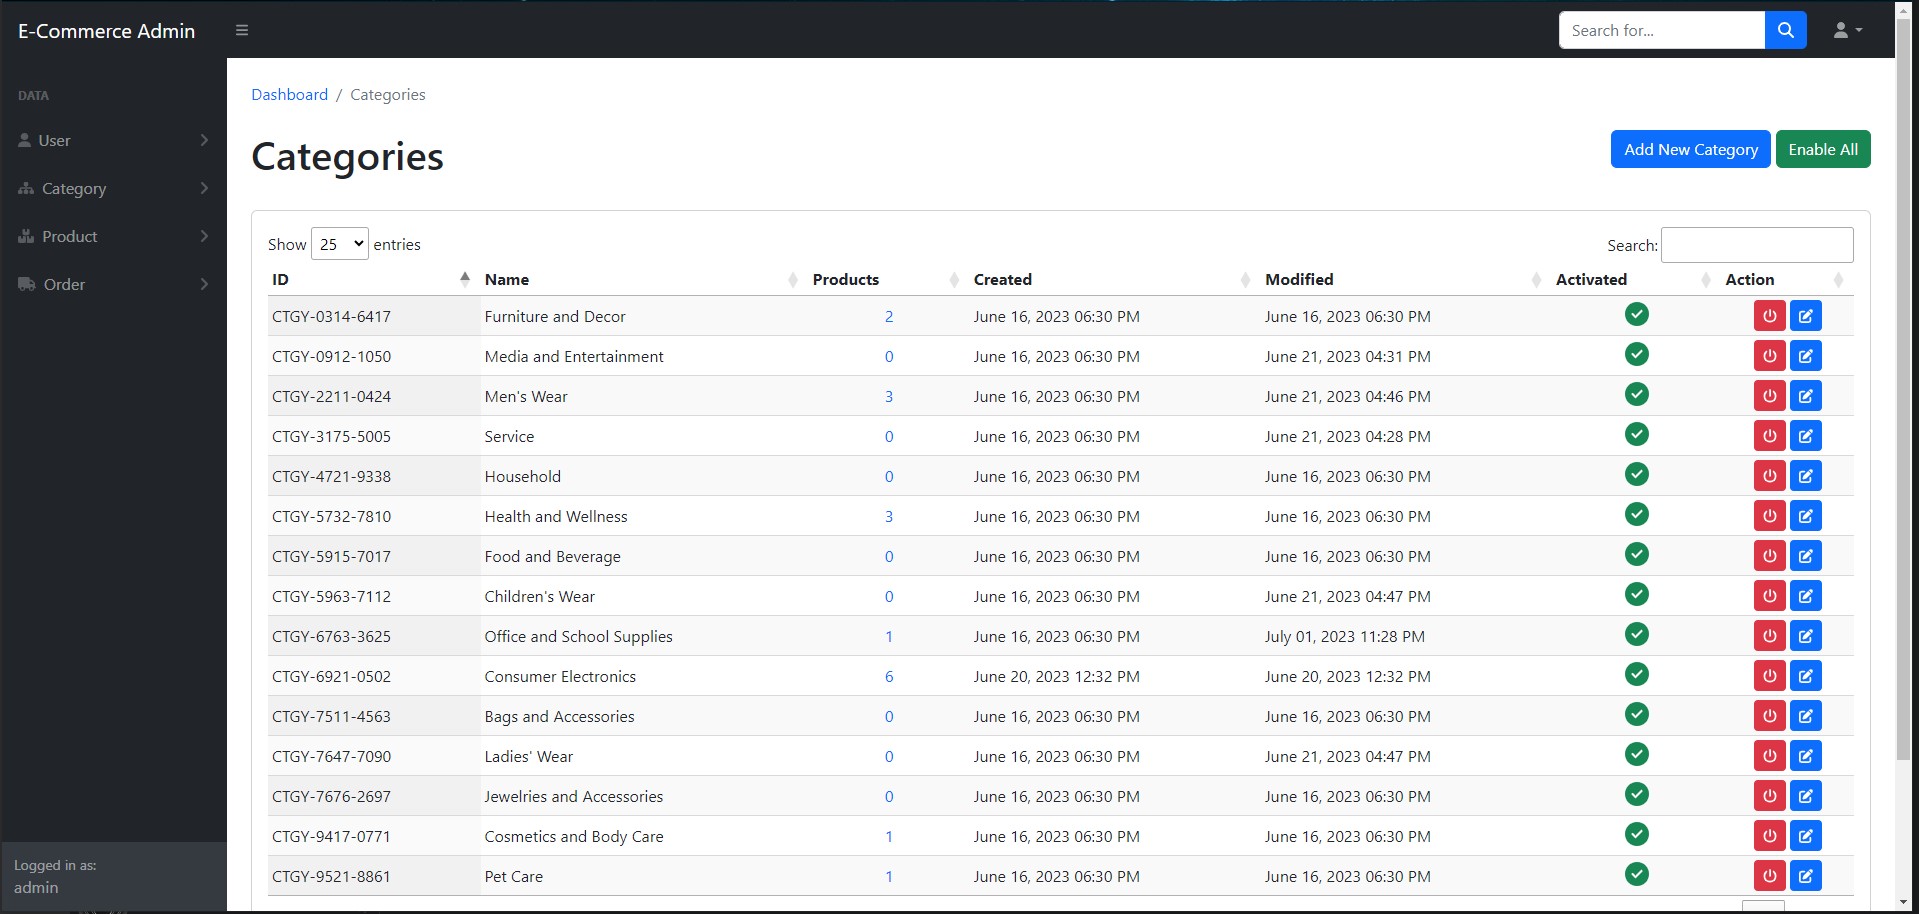 E-Commerce Admin
Search for...
DATA
User
Category
Product
Order
Logged in as:
admin
Dashboard / Categories
Categories
Add New Category Enable All
Show 25 entries Search:
ID Name Products Created Modified Activated Action
CTGY-0314-6417 Furniture and Decor 2 June 16, 2023 06:30 PM June 16, 2023 06:30 PM
CTGY-0912-1050 Media and Entertainment 0 June 16, 2023 06:30 PM June 21, 2023 04:31 PM
CTGY-2211-0424 Men's Wear 3 June 16, 2023 06:30 PM June 21, 2023 04:46 PM
CTGY-3175-5005 Service 0 June 16, 2023 06:30 PM June 21, 2023 04:28 PM
CTGY-4721-9338 Household 0 June 16, 2023 06:30 PM June 16, 2023 06:30 PM
CTGY-5732-7810 Health and Wellness 3 June 16, 2023 06:30 PM June 16, 2023 06:30 PM
CTGY-5915-7017 Food and Beverage 0 June 16, 2023 06:30 PM June 16, 2023 06:30 PM
CTGY-5963-7112 Children's Wear 0 June 16, 2023 06:30 PM June 21, 2023 04:47 PM
CTGY-6763-3625 Office and School Supplies 1 June 16, 2023 06:30 PM July 01, 2023 11:28 PM
CTGY-6921-0502 Consumer Electronics 6 June 20, 2023 12:32 PM June 20, 2023 12:32 PM
CTGY-7511-4563 Bags and Accessories 0 June 16, 2023 06:30 PM June 16, 2023 06:30 PM
CTGY-7647-7090 Ladies' Wear 0 June 16, 2023 06:30 PM June 21, 2023 04:47 PM
CTGY-7676-2697 Jewelries and Accessories 0 June 16, 2023 06:30 PM June 16, 2023 06:30 PM
CTGY-9417-0771 Cosmetics and Body Care 1 June 16, 2023 06:30 PM June 16, 2023 06:30 PM
CTGY-9521-8861 Pet Care 1 June 16, 2023 06:30 PM June 16, 2023 06:30 PM